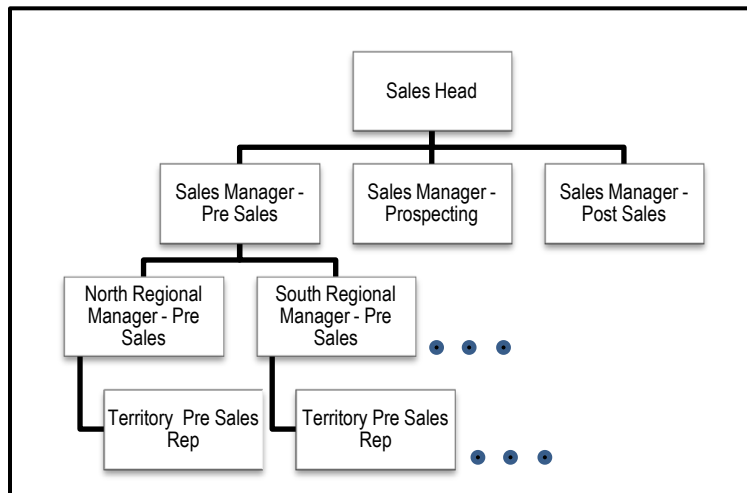 Sales Head
Sales Manager -
Pre Sales
Sales Manager -
Prospecting
Sales Manager -
Post Sales
North Regional
Manager - Pre
Sales
South Regional
Manager - Pre
Sales
Territory  Pre Sales
Rep
Territory Pre Sales
Rep